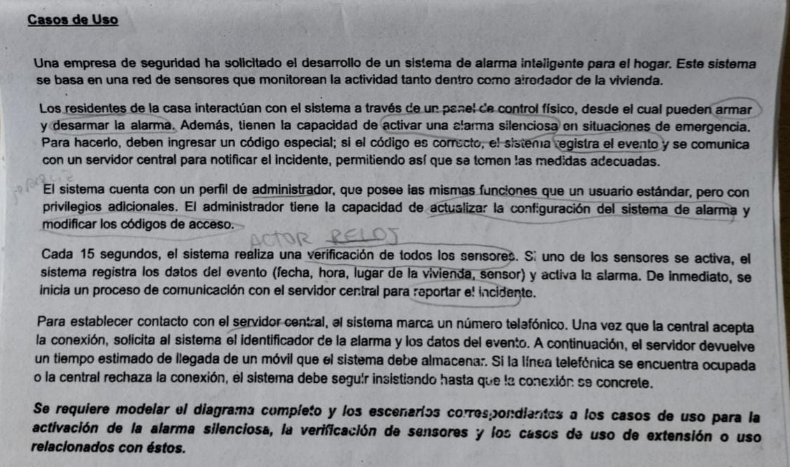 Casos de Uso
Una empresa de seguridad ha solicitado el desarrollo de un sistema de alarma inteligente para el hogar. Este sistema
se basa en una red de sensores que monitorean la actividad tanto dentro como alrodador de la vivienda.
Los residentes de la casa interactúan con el sistema a través de un panel de control físico, desde el cual pueden armar
y desarmar la alarma. Además, tienen la capacidad de activar una alarma silenciosa en situaciones de emergencia.
Para hacerlo, deben ingresar un código especial; si el código es correcto, el sistema registra el evento y se comunica
con un servidor central para notificar el incidente, permitiendo así que se tomen las medidas adecuadas.
El sistema cuenta con un perfil de administrador, que posee las mismas funciones que un usuario estándar, pero con
privilegios adicionales. El administrador tiene la capacidad de actualizar la configuración del sistema de alarma y
modificar los códigos de acceso.
ACTOR RELOJ
Cada 15 segundos, el sistema realiza una verificación de todos los sensores. Si uno de los sensores se activa, el
sistema registra los datos del evento (fecha, hora, lugar de la vivienda, sensor) y activa la alarma. De inmediato, se
inicia un proceso de comunicación con el servidor central para reportar el incidente.
Para establecer contacto con el servidor central, el sistema marca un número telefónico. Una vez que la central acepta
la conexión, solicita al sistema el identificador de la alarma y los datos del evento. A continuación, el servidor devuelve
un tiempo estimado de llegada de un móvil que el sistema debe almacenar. Si la línea telefónica se encuentra ocupada
o la central rechaza la conexión, el sistema debe seguir insistiendo hasta que la conexión se concrete.
Se requiere modelar el diagrama completo y los escenarios correspondientes a los casos de uso para la
activación de la alarma silenciosa, la verificación de sensores y los casos de uso de extensión o uso
relacionados con éstos.